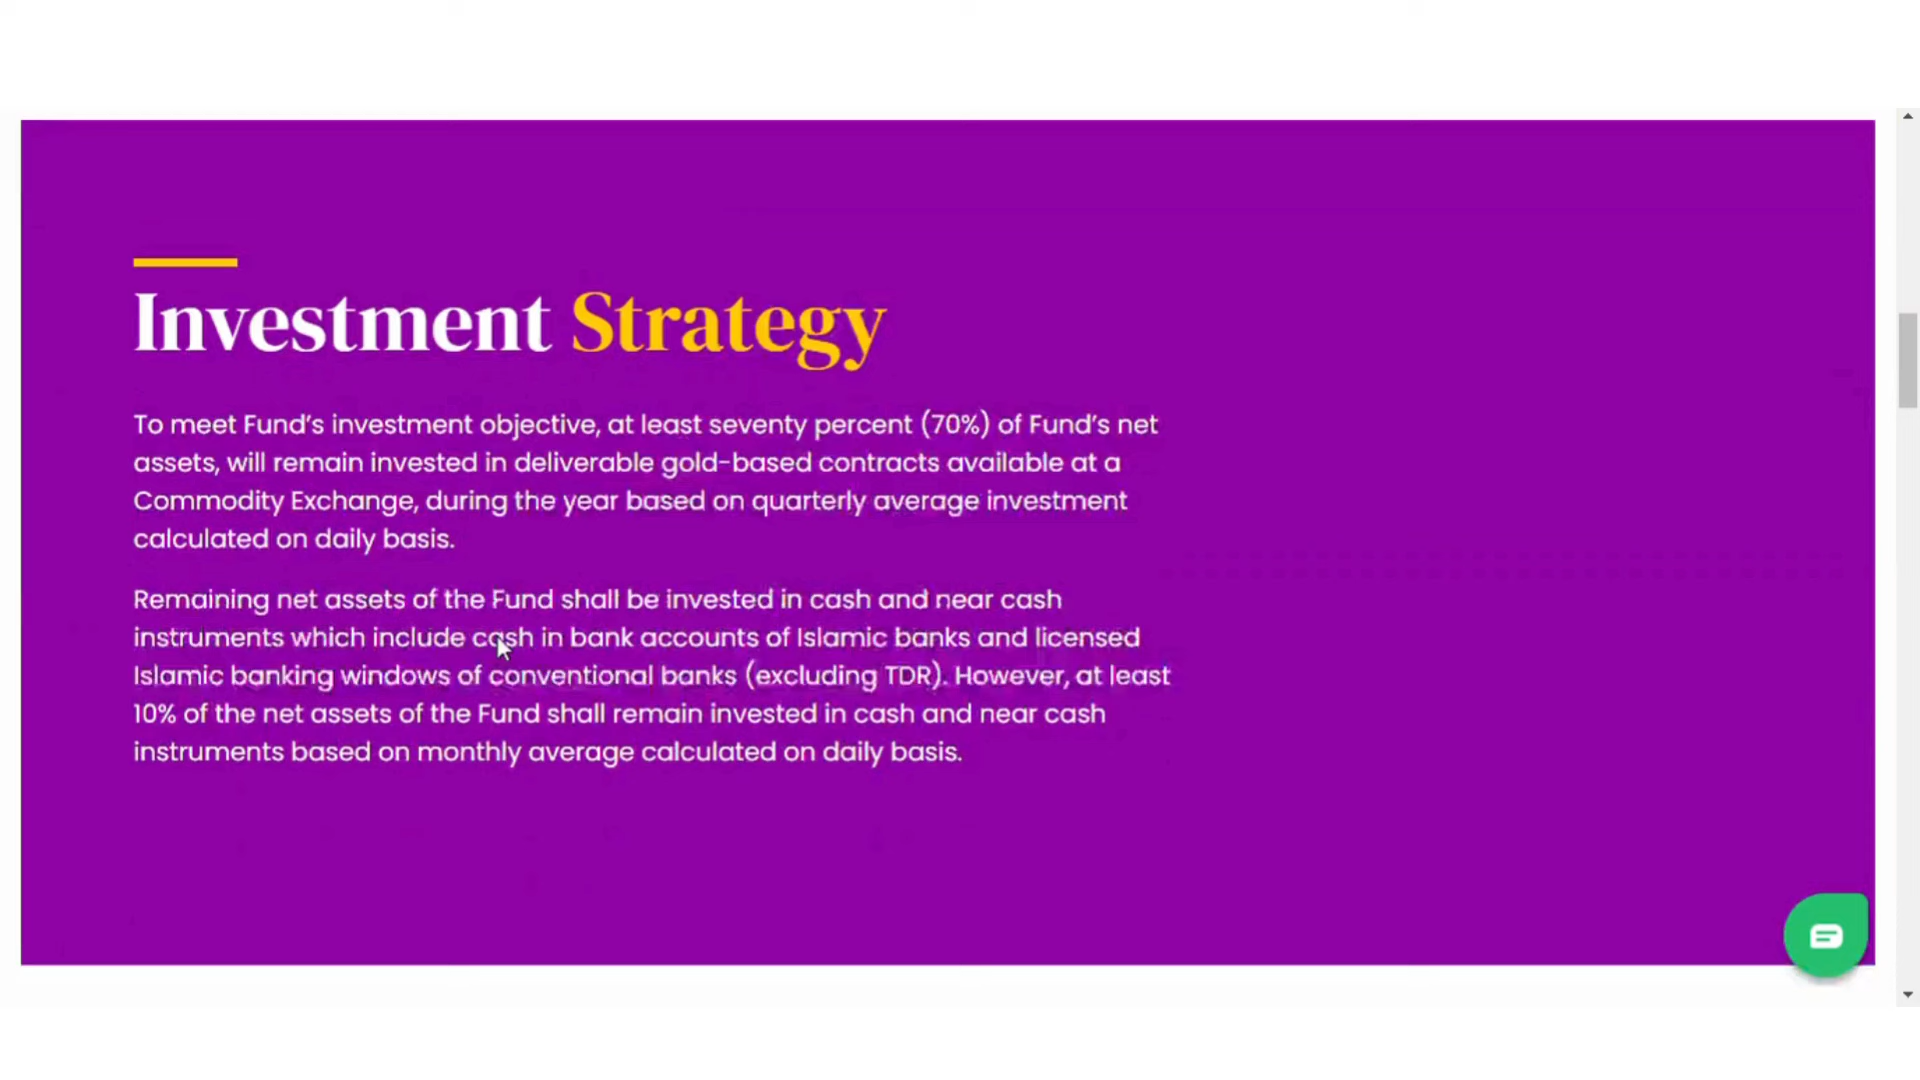 Investment Strategy
To meet Fund's investment objective, at least seventy percent (70%) of Fund's net
assets, will remain invested in deliverable gold-based contracts available at a
Commodity Exchange, during the year based on quarterly average investment
calculated on daily basis.
Remaining net assets of the Fund shall be invested in cash and near cash
instruments which include cash in bank accounts of Islamic banks and licensed
Islamic banking windows of conventional banks (excluding TDR). However, at least
10% of the net assets of the Fund shall remain invested in cash and near cash
instruments based on monthly average calculated on daily basis.